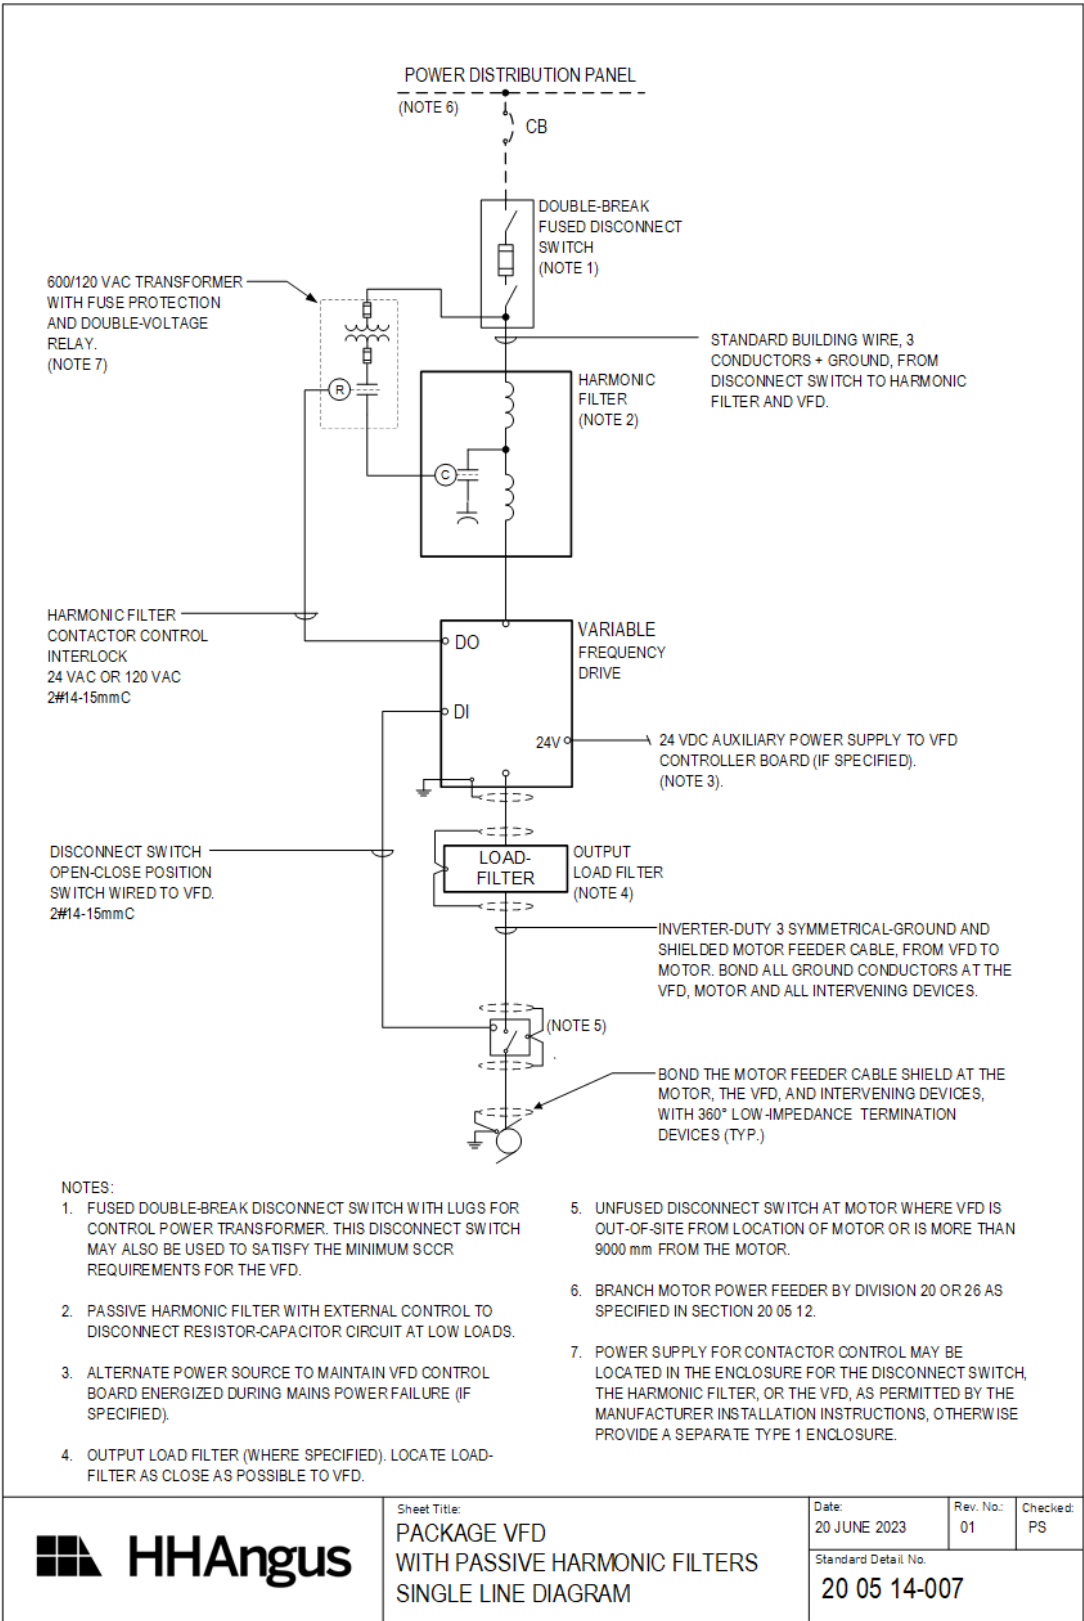 POWER DISTRIBUTION PANEL
(NOTE 6)
CB
DOUBLE-BREAK
FUSED DISCONNECT
SWITCH
(NOTE 1)
600/120 VAC TRANSFORMER
WITH FUSE PROTECTION
AND DOUBLE-VOLTAGE
RELAY.
(NOTE 7)
STANDARD BUILDING WIRE, 3
CONDUCTORS + GROUND, FROM
DISCONNECT SWITCH TO HARMONIC
FILTER AND VFD.
HARMONIC
FILTER
(NOTE 2)
R
C
HARMONIC FILTER
CONTACTOR CONTROL
INTERLOCK
24 VAC OR 120 VAC
2#14-15mmC
DO
DI
24V
VARIABLE
FREQUENCY
DRIVE
24 VDC AUXILIARY POWER SUPPLY TO VFD
CONTROLLER BOARD (IF SPECIFIED).
(NOTE 3).
DISCONNECT SWITCH
OPEN-CLOSE POSITION
SWITCH WIRED TO VFD.
2#14-15mmC
LOAD-
FILTER
OUTPUT
LOAD FILTER
(NOTE 4)
INVERTER-DUTY 3 SYMMETRICAL-GROUND AND
SHIELDED MOTOR FEEDER CABLE, FROM VFD TO
MOTOR. BOND ALL GROUND CONDUCTORS AT THE
VFD, MOTOR AND ALL INTERVENING DEVICES.
(NOTE 5)
BOND THE MOTOR FEEDER CABLE SHIELD AT THE
MOTOR, THE VFD, AND INTERVENING DEVICES,
WITH 360° LOW-IMPEDANCE TERMINATION
DEVICES (TYP.)
NOTES:
1. FUSED DOUBLE-BREAK DISCONNECT SWITCH WITH LUGS FOR
CONTROL POWER TRANSFORMER. THIS DISCONNECT SWITCH
MAY ALSO BE USED TO SATISFY THE MINIMUM SCCR
REQUIREMENTS FOR THE VFD.
2. PASSIVE HARMONIC FILTER WITH EXTERNAL CONTROL TO
DISCONNECT RESISTOR-CAPACITOR CIRCUIT AT LOW LOADS.
3. ALTERNATE POWER SOURCE TO MAINTAIN VFD CONTROL
BOARD ENERGIZED DURING MAINS POWER FAILURE (IF
SPECIFIED).
4. OUTPUT LOAD FILTER (WHERE SPECIFIED). LOCATE LOAD-
FILTER AS CLOSE AS POSSIBLE TO VFD.
5. UNFUSED DISCONNECT SWITCH AT MOTOR WHERE VFD IS
OUT-OF-SITE FROM LOCATION OF MOTOR OR IS MORE THAN
9000 mm FROM THE MOTOR.
6. BRANCH MOTOR POWER FEEDER BY DIVISION 20 OR 26 AS
SPECIFIED IN SECTION 20 05 12.
7. POWER SUPPLY FOR CONTACTOR CONTROL MAY BE
LOCATED IN THE ENCLOSURE FOR THE DISCONNECT SWITCH,
THE HARMONIC FILTER, OR THE VFD, AS PERMITTED BY THE
MANUFACTURER INSTALLATION INSTRUCTIONS, OTHERWISE
PROVIDE A SEPARATE TYPE 1 ENCLOSURE.
HHAngus
Sheet Title:
PACKAGE VFD
WITH PASSIVE HARMONIC FILTERS
SINGLE LINE DIAGRAM
Date:
20 JUNE 2023
Rev. No.:
01
Checked:
PS
Standard Detail No.
20 05 14-007